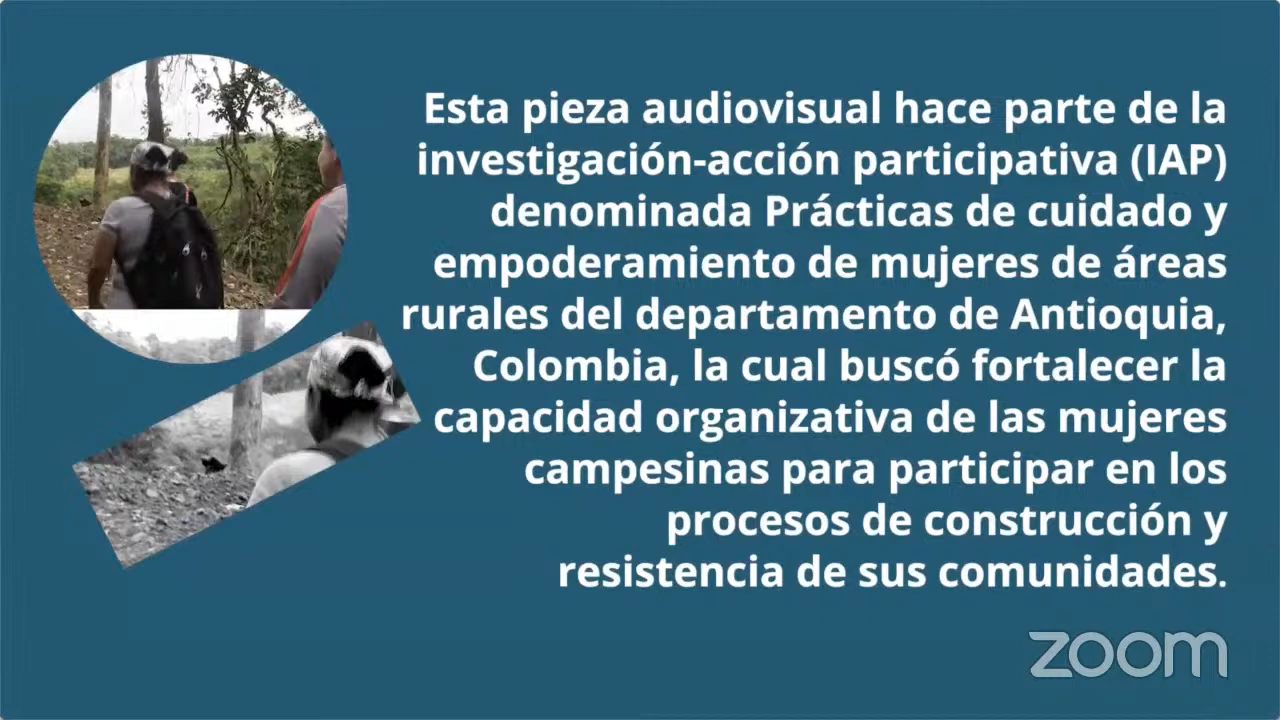 Esta pieza audiovisual hace parte de la
investigación-acción participativa (IAP)
denominada Prácticas de cuidado y
empoderamiento de mujeres de áreas
rurales del departamento de Antioquia,
Colombia, la cual buscó fortalecer la
capacidad organizativa de las mujeres
campesinas para participar en los
procesos de construcción y
resistencia de sus comunidades.
zoom